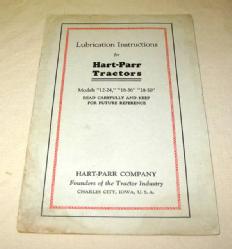 Lubrication Instructions
for
Hart-Parr
Tractors
Models "12-24," "18-36" "28-50"
READ CAREFULLY AND KEEP
FOR FUTURE REFERENCE
HART-PARR COMPANY
Founders of the Tractor Industry
CHARLES CITY, IOWA, U. S. A.